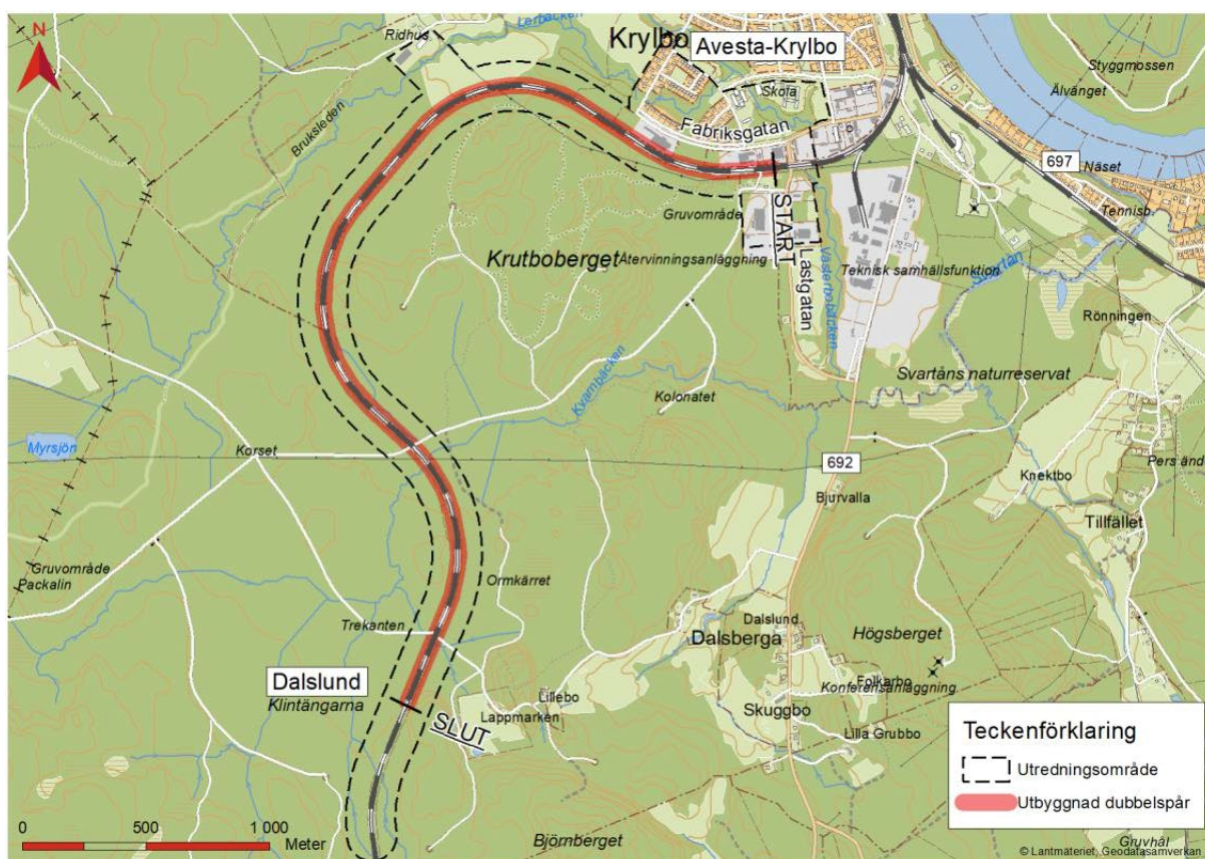 Lerbäcken
Ridhus
N
Krylbo
Avesta-Krylbo
Styggmossen
Älvänget
Skola
Bruksleden
Fabriksgatan
697
Näset
Tennisb.
Gruvområde
START
Krutboberget
Återvinningsanläggning
Lastgatan
Västerbobäcken
Teknisk samhällsfunktion
Svartån
Rönningen
Kvarnbäcken
Svartåns naturreservat
Kolonatet
Myrsjön
Korset
692
Pers änd
Knektbo
Bjurvalla
Tillfället
Gruvområde
Packalin
Ormkärret
Trekanten
Dalslund
Dalsberga
Högsberget
Dalslund
Klintängarna
Lillebo
Folkarbo
Konferensanläggning
Lappmarken
SLUT
Skuggbo
Lilla Grubbo
Teckenförklaring
Utredningsområde
Utbyggnad dubbelspår
0 500 1 000
Meter
Björnberget
Gruvhål
© Lantmäteriet, Geodatasamverkan